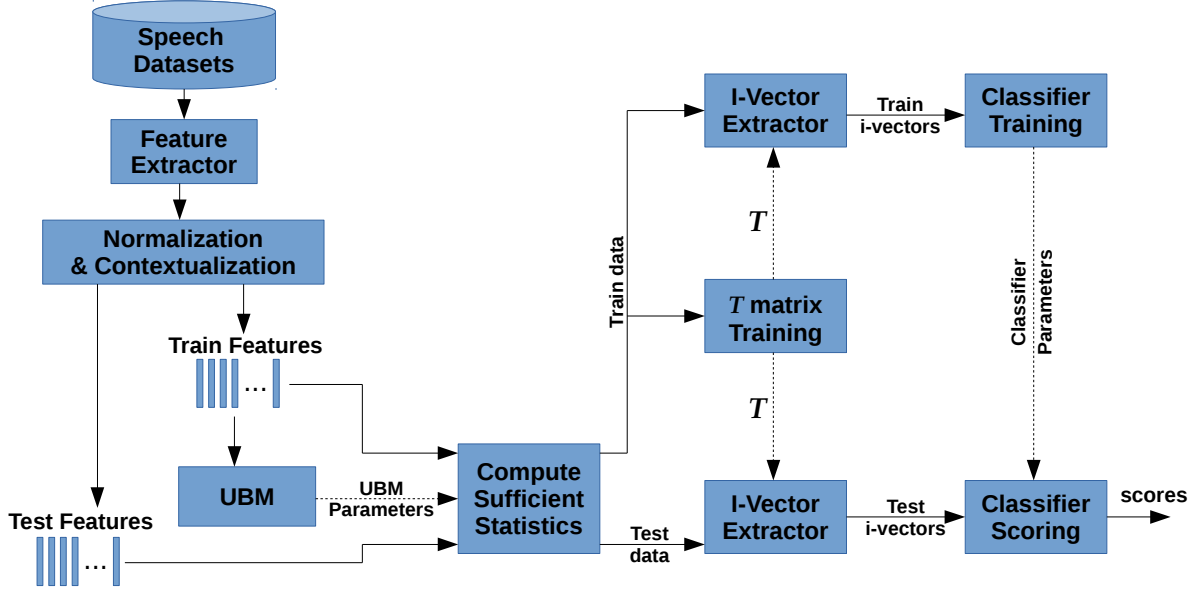 Speech
Datasets
Feature
Extractor
Normalization
& Contextualization
Train Features
...
UBM
UBM
Parameters
Test Features
...
Compute
Sufficient
Statistics
Train data
Test
data
I-Vector
Extractor
T
T matrix
Training
T
I-Vector
Extractor
Train
i-vectors
Classifier
Training
Classifier
Parameters
Test
i-vectors
Classifier
Scoring
scores